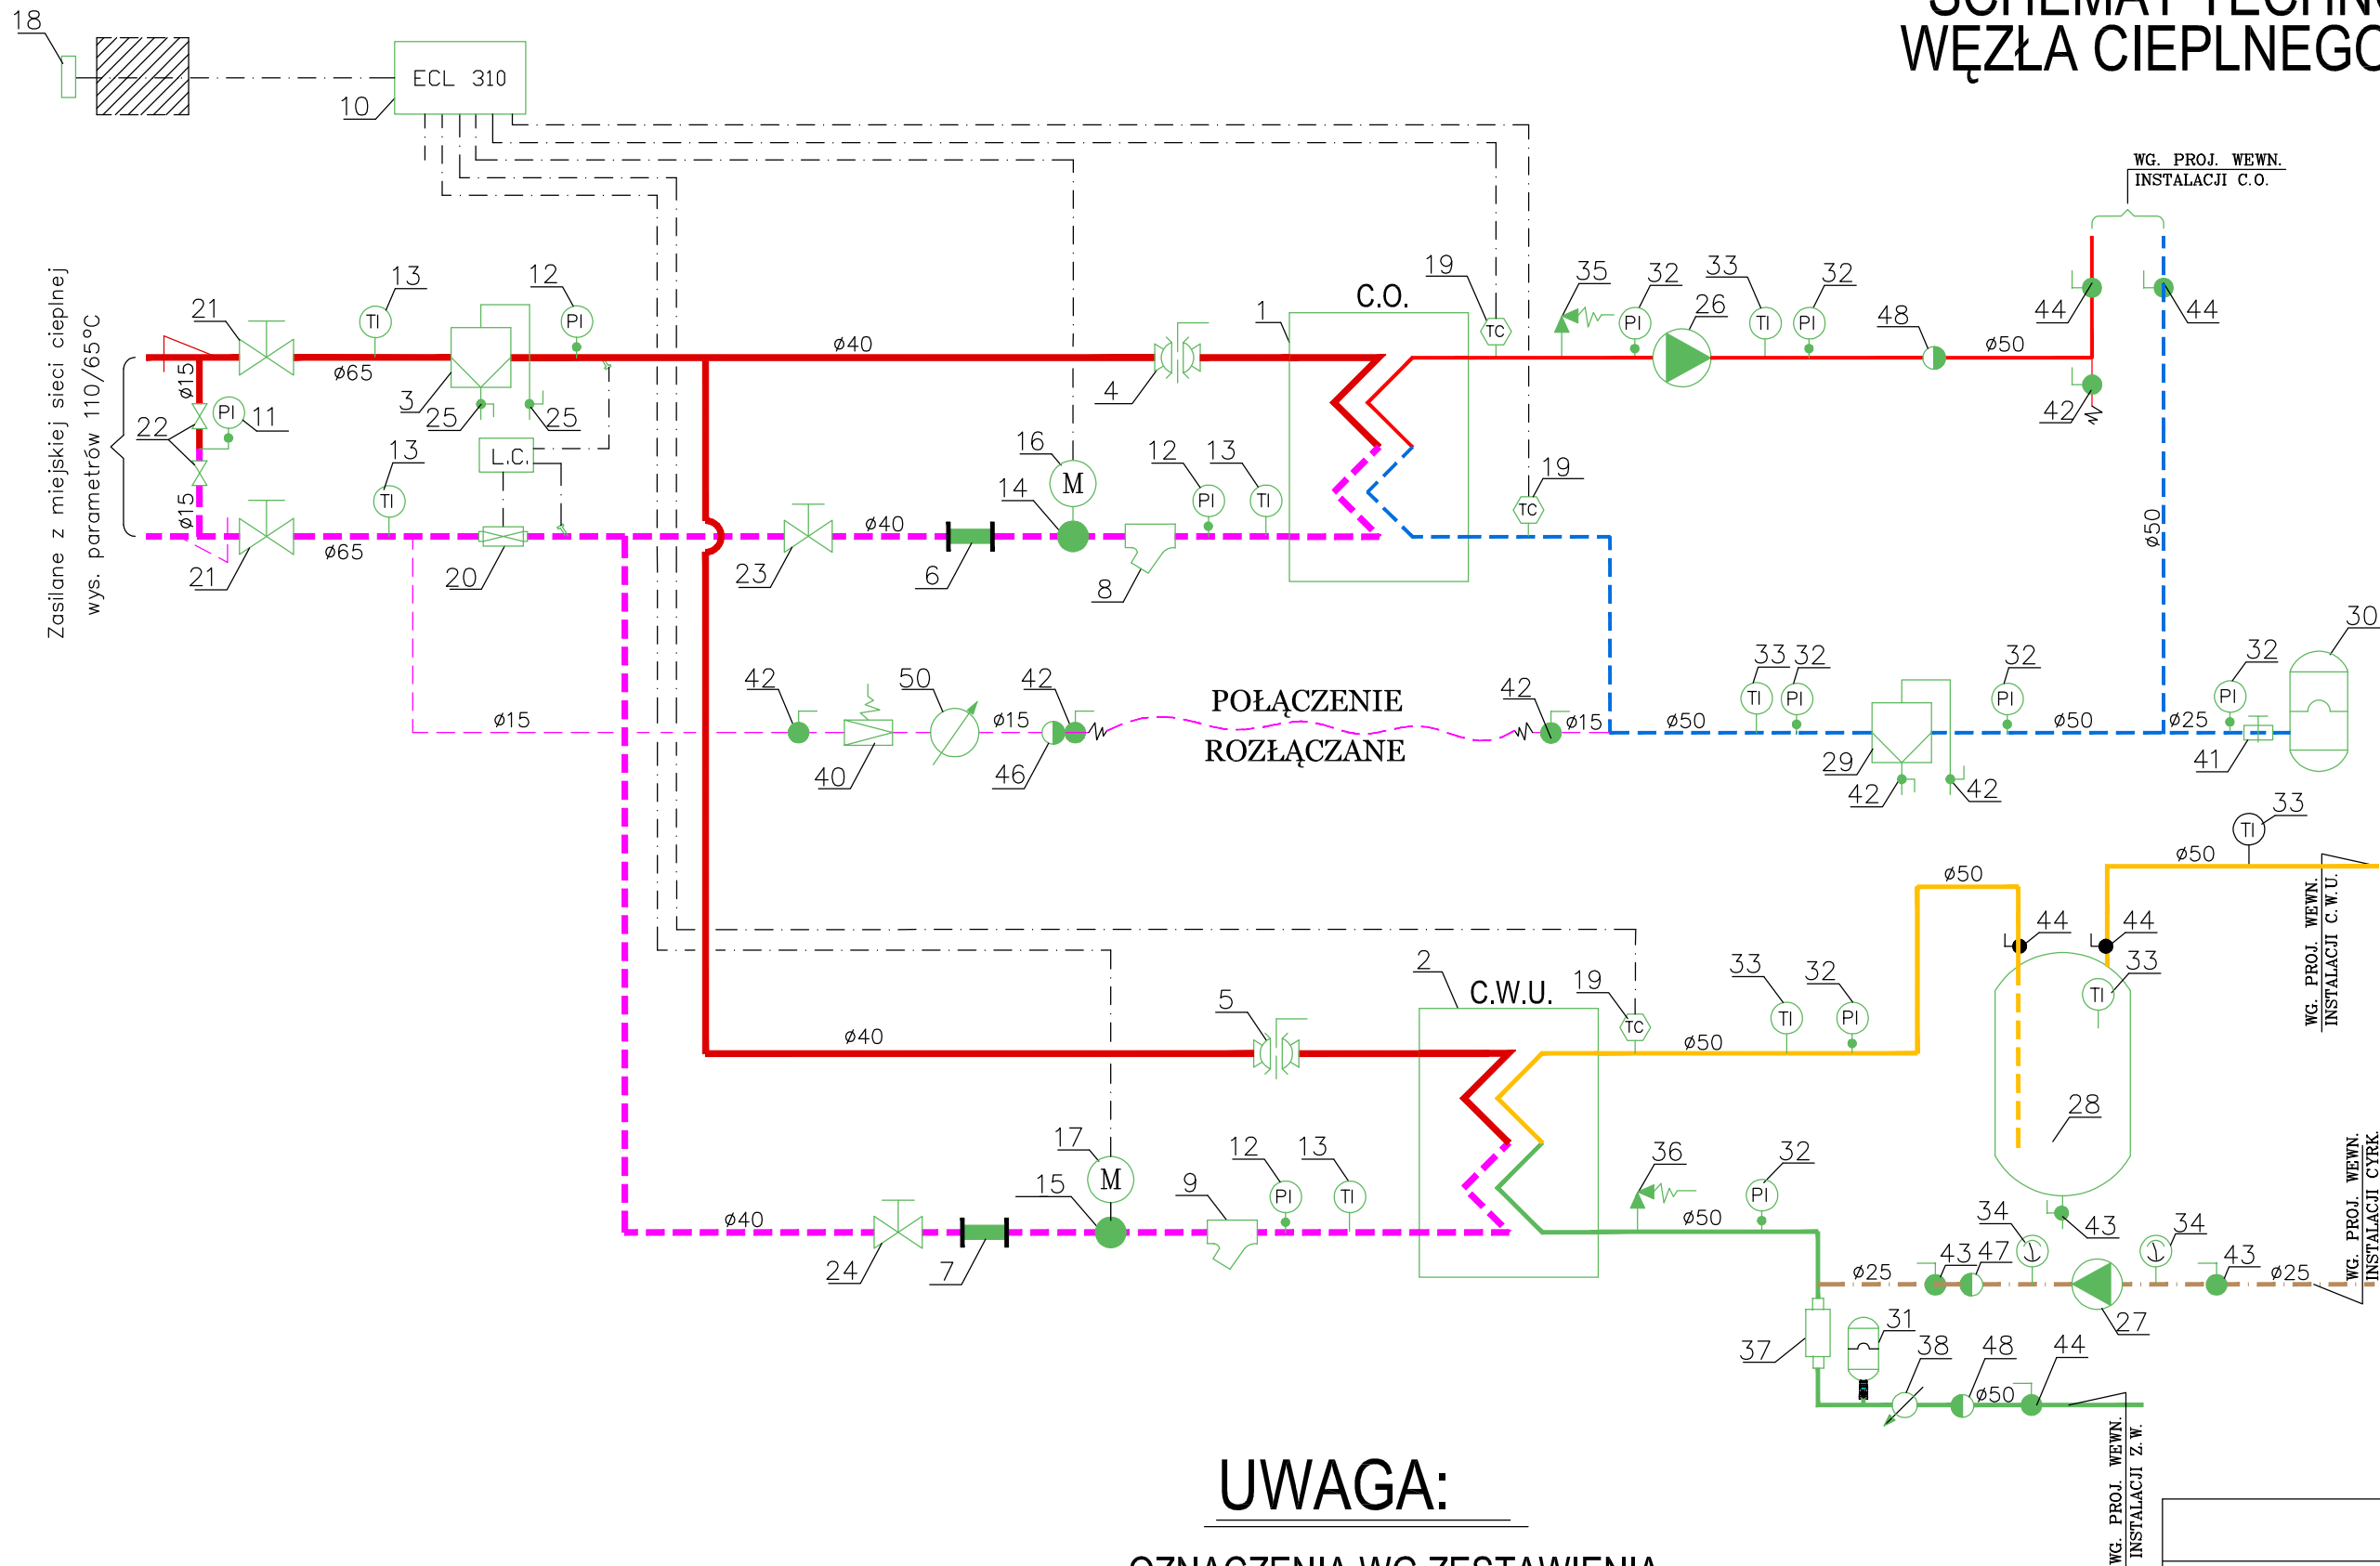 WĘZŁA CIEPLNEGO
18
ECL 310
10
WG. PROJ. WEWN.
INSTALACJI C.O.
Zasilane z miejskiej sieci cieplnej
wys. parametrów 110/65°C
21
13
TI
12
PI
ø65
3
25
25
ø15
22
PI
11
ø15
L.C.
13
TI
21
ø65
20
ø40
4
1
C.O.
19
TC
35
32
PI
26
33
TI
32
PI
48
ø50
44
44
42
16
M
14
12
PI
13
TI
19
TC
23
ø40
6
8
ø50
ø15
42
40
50
ø15
42
46
POŁĄCZENIE
ROZŁĄCZANE
42
ø15
ø50
33
TI
32
PI
29
42
42
32
PI
ø50
ø25
32
PI
41
30
33
TI
ø50
WG. PROJ. WEWN.
INSTALACJI C.W.U.
ø50
44
44
33
TI
28
43
ø40
5
2
C.W.U.
19
TC
ø50
33
TI
32
PI
17
M
15
12
PI
13
TI
9
ø40
24
7
36
32
PI
ø50
34
34
ø25
43
47
43
ø25
27
WG. PROJ. WEWN.
INSTALACJI CYRK.
37
31
38
48
ø50
44
WG. PROJ. WEWN.
INSTALACJI Z.W.
UWAGA:
OZNACZENIA WG ZESTAWIENIA